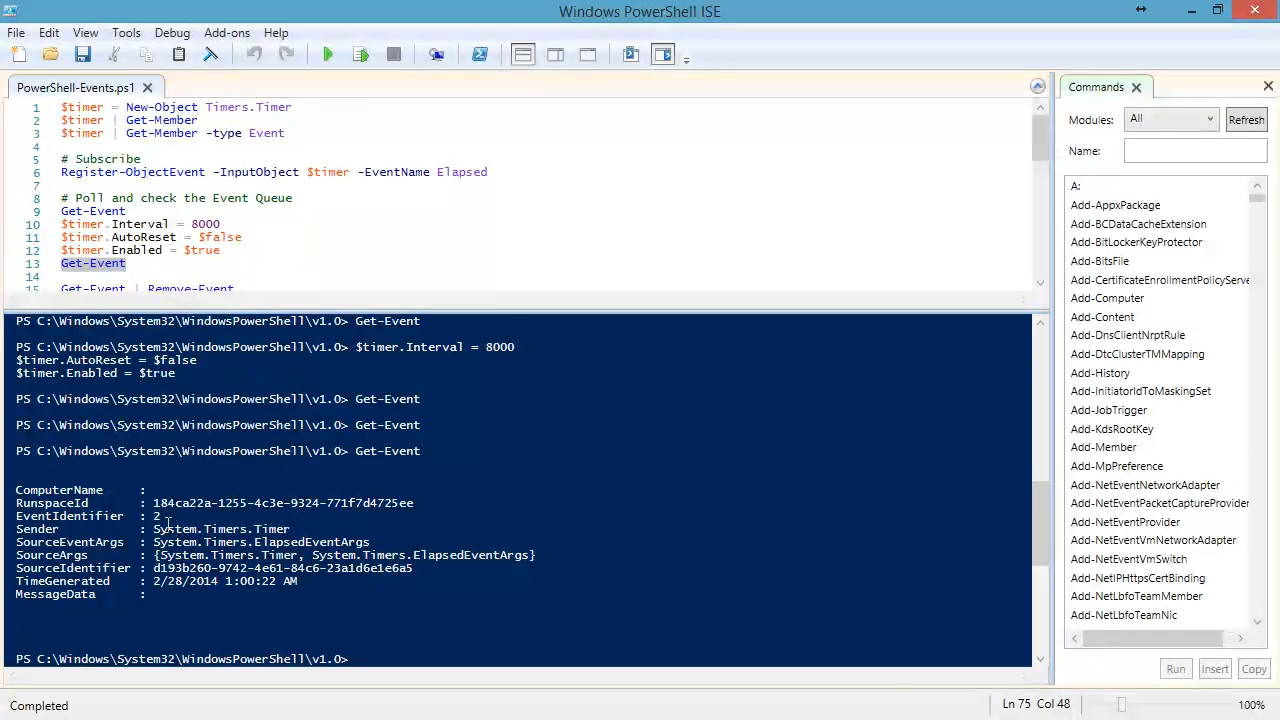 Windows PowerShell ISE
File Edit View Tools Debug Add-ons Help
PowerShell-Events.ps1
1 $timer = New-Object Timers.Timer
2 $timer | Get-Member
3 $timer | Get-Member -type Event
4
5 # Subscribe
6 Register-ObjectEvent -InputObject $timer -EventName Elapsed
7
8 # Poll and check the Event Queue
9 Get-Event
10 $timer.Interval = 8000
11 $timer.AutoReset = $false
12 $timer.Enabled = $true
13 Get-Event
14
15 Get-Event | Remove-Event
PS C:\Windows\System32\WindowsPowerShell\v1.0> Get-Event
PS C:\Windows\System32\WindowsPowerShell\v1.0> $timer.Interval = 8000
$timer.AutoReset = $false
$timer.Enabled = $true
PS C:\Windows\System32\WindowsPowerShell\v1.0> Get-Event
PS C:\Windows\System32\WindowsPowerShell\v1.0> Get-Event
PS C:\Windows\System32\WindowsPowerShell\v1.0> Get-Event
ComputerName :
RunspaceId : 184ca22a-1255-4c3e-9324-771f7d4725ee
EventIdentifier : 2
Sender : System.Timers.Timer
SourceEventArgs : System.Timers.ElapsedEventArgs
SourceArgs : {System.Timers.Timer, System.Timers.ElapsedEventArgs}
SourceIdentifier : d193b260-9742-4e61-84c6-23a1d6e1e6a5
TimeGenerated : 2/28/2014 1:00:22 AM
MessageData :
PS C:\Windows\System32\WindowsPowerShell\v1.0>
Commands
Modules: All Refresh
Name:
A:
Add-AppxPackage
Add-BCDataCacheExtension
Add-BitLockerKeyProtector
Add-Bitsfile
Add-CertificateEnrollmentPolicyServe
Add-Computer
Add-Content
Add-DnsClientNrptRule
Add-DtcClusterTMMapping
Add-History
Add-InitiatorIdToMaskingSet
Add-JobTrigger
Add-KdsRootKey
Add-Member
Add-MpPreference
Add-NetEventNetworkAdapter
Add-NetEventPacketCaptureProvider
Add-NetEventProvider
Add-NetEventVmNetworkAdapter
Add-NetEventVmSwitch
Add-NetIPHttpsCertBinding
Add-NetLbfoTeamMember
Add-NetLbfoTeamNic
Run Insert Copy
Completed
Ln 75 Col 48
100%